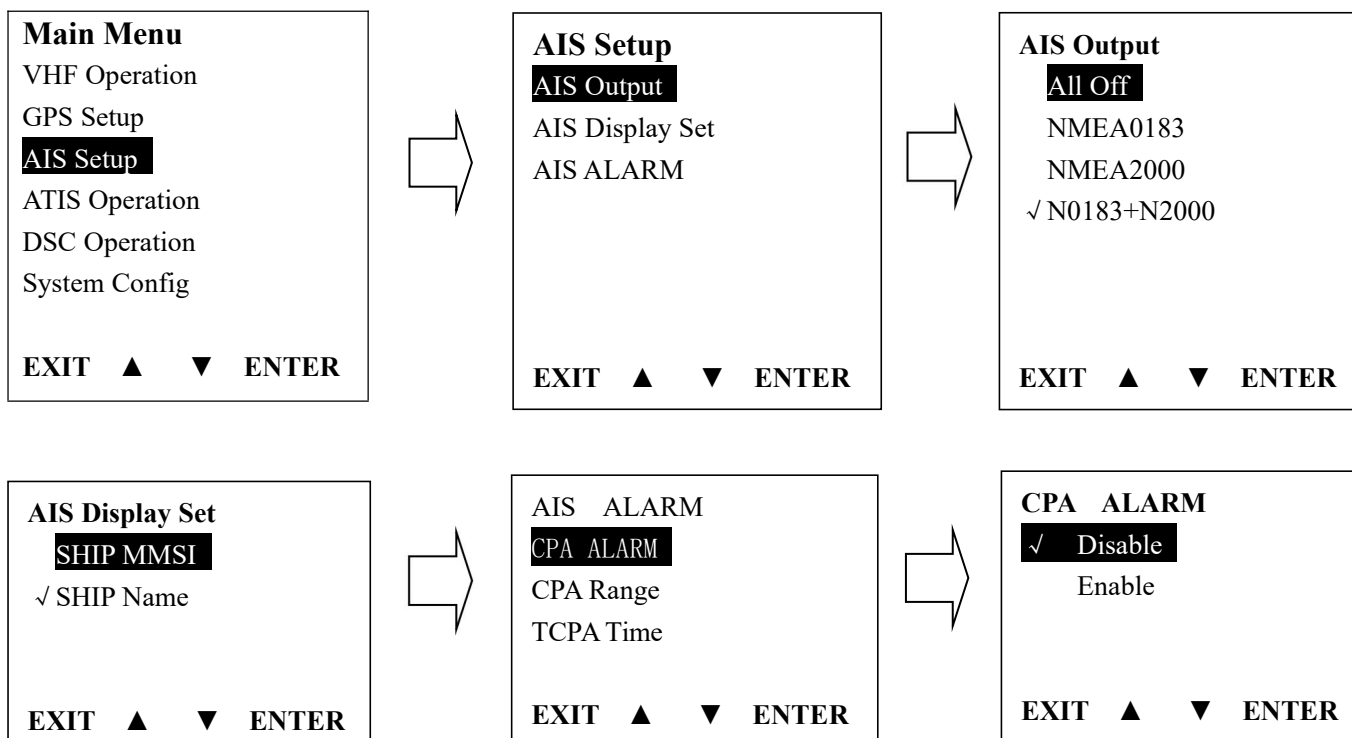 Main Menu
VHF Operation
GPS Setup
AIS Setup
ATIS Operation
DSC Operation
System Config
EXIT ▲ ▼ ENTER
AIS Setup
AIS Output
AIS Display Set
AIS ALARM
EXIT ▲ ▼ ENTER
AIS Output
All Off
NMEA0183
NMEA2000
√ N0183+N2000
EXIT ▲ ▼ ENTER
AIS Display Set
SHIP MMSI
√ SHIP Name
EXIT ▲ ▼ ENTER
AIS ALARM
CPA ALARM
CPA Range
TCPA Time
EXIT ▲ ▼ ENTER
CPA ALARM
√ Disable
Enable
EXIT ▲ ▼ ENTER